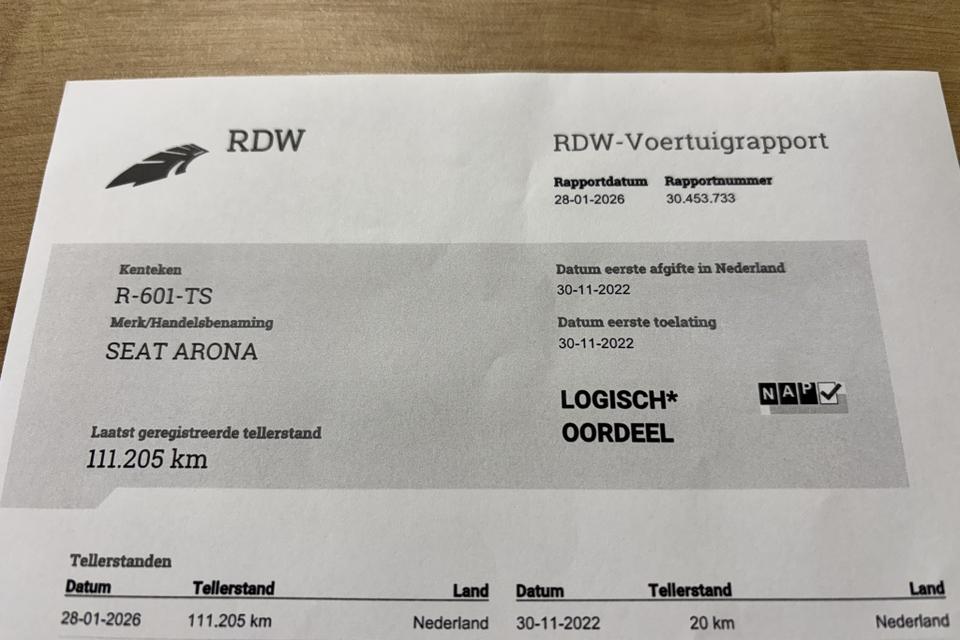 RDW
RDW-Voertuigrapport
Rapportdatum Rapportnummer
28-01-2026 30.453.733
Kenteken
R-601-TS
Merk/Handelsbenaming
SEAT ARONA
Laatst geregistreerde tellerstand
111.205 km
Datum eerste afgifte in Nederland
30-11-2022
Datum eerste toelating
30-11-2022
LOGISCH*
OORDEEL
NAP
Tellerstanden
Datum Tellerstand Land Datum Tellerstand Land
28-01-2026 111.205 km Nederland 30-11-2022 20 km Nederland